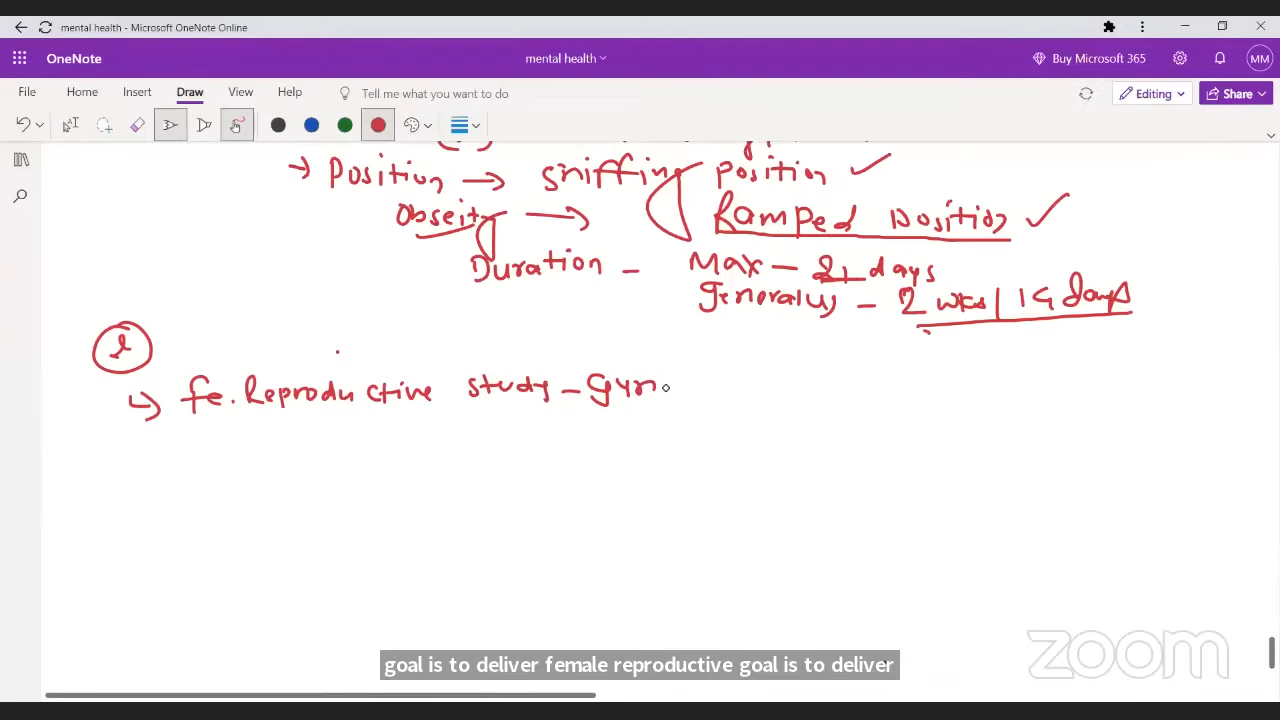 mental health - Microsoft OneNote Online
OneNote
mental health
Buy Microsoft 365
MM
File Home Insert Draw View Help Tell me what you want to do
Editing Share
→ Position → sniffing position ✓
Obseity → Ramped position ✓
Duration - Max - 21 days
generally - 2 wks | 14 days
fe. Reproductive study - Gyn
zoom
goal is to deliver female reproductive goal is to deliver